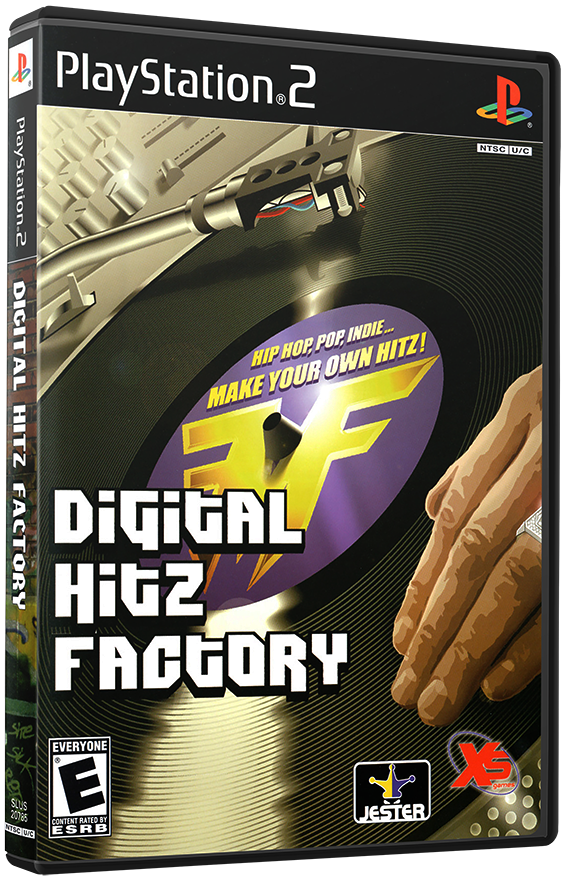 PlayStation®2
NTSC U/C
HIP HOP, POP, INDIE...
MAKE YOUR OWN HITZ!
DiGiTAL
HiTZ
FACTORY
EVERYONE
E
CONTENT RATED BY
ESRB
JESTER
XS
games
PlayStation®2
DIGITAL HITZ FACTORY
SLUS
20785
NTSC U/C